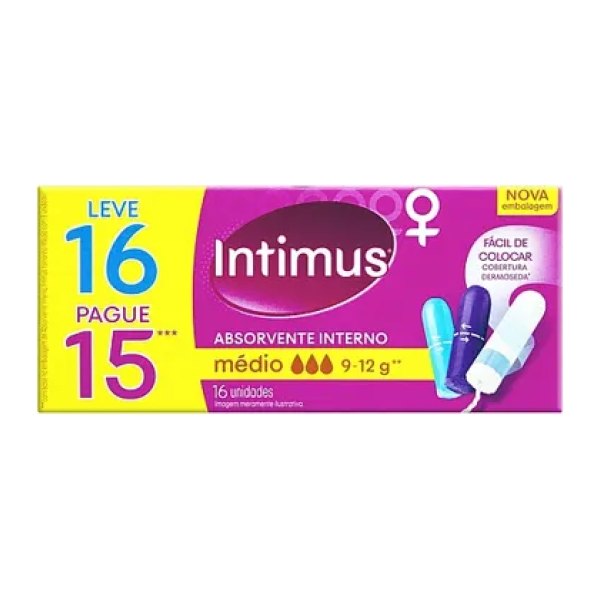 LEVE
16
PAGUE
15***
Intimus
ABSORVENTE INTERNO
médio 9-12 g**
16 unidades
Imagem meramente ilustrativa
NOVA
embalagem
FÁCIL DE
COLOCAR
COBERTURA
DERMOSEDA*